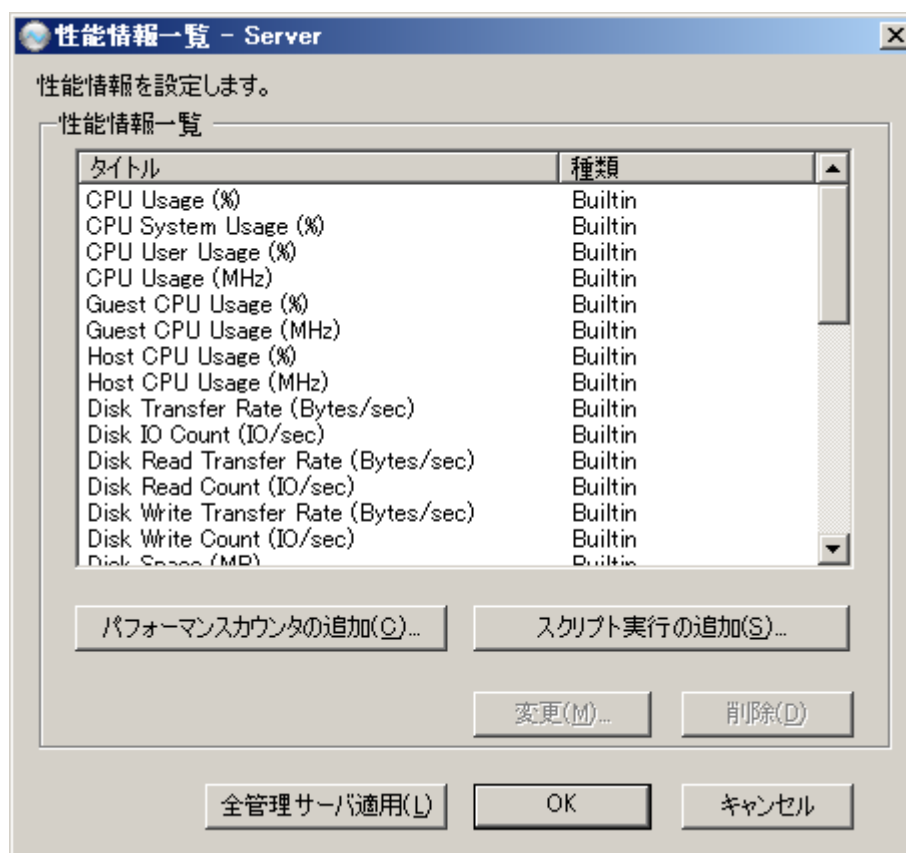 性能情報一覧 - Server
性能情報を設定します。
性能情報一覧
タイトル 種類
CPU Usage (%) Builtin
CPU System Usage (%) Builtin
CPU User Usage (%) Builtin
CPU Usage (MHz) Builtin
Guest CPU Usage (%) Builtin
Guest CPU Usage (MHz) Builtin
Host CPU Usage (%) Builtin
Host CPU Usage (MHz) Builtin
Disk Transfer Rate (Bytes/sec) Builtin
Disk IO Count (IO/sec) Builtin
Disk Read Transfer Rate (Bytes/sec) Builtin
Disk Read Count (IO/sec) Builtin
Disk Write Transfer Rate (Bytes/sec) Builtin
Disk Write Count (IO/sec) Builtin
Disk Space (MB) Builtin
パフォーマンスカウンタの追加(C)... スクリプト実行の追加(S)...
変更(M)... 削除(D)
全管理サーバ適用(L) OK キャンセル